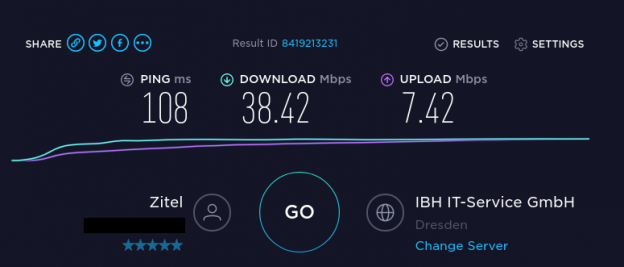 SHARE Result ID 8419213231 RESULTS SETTINGS
PING ms DOWNLOAD Mbps UPLOAD Mbps
108 38.42 7.42
Zitel GO IBH IT-Service GmbH
Dresden
Change Server